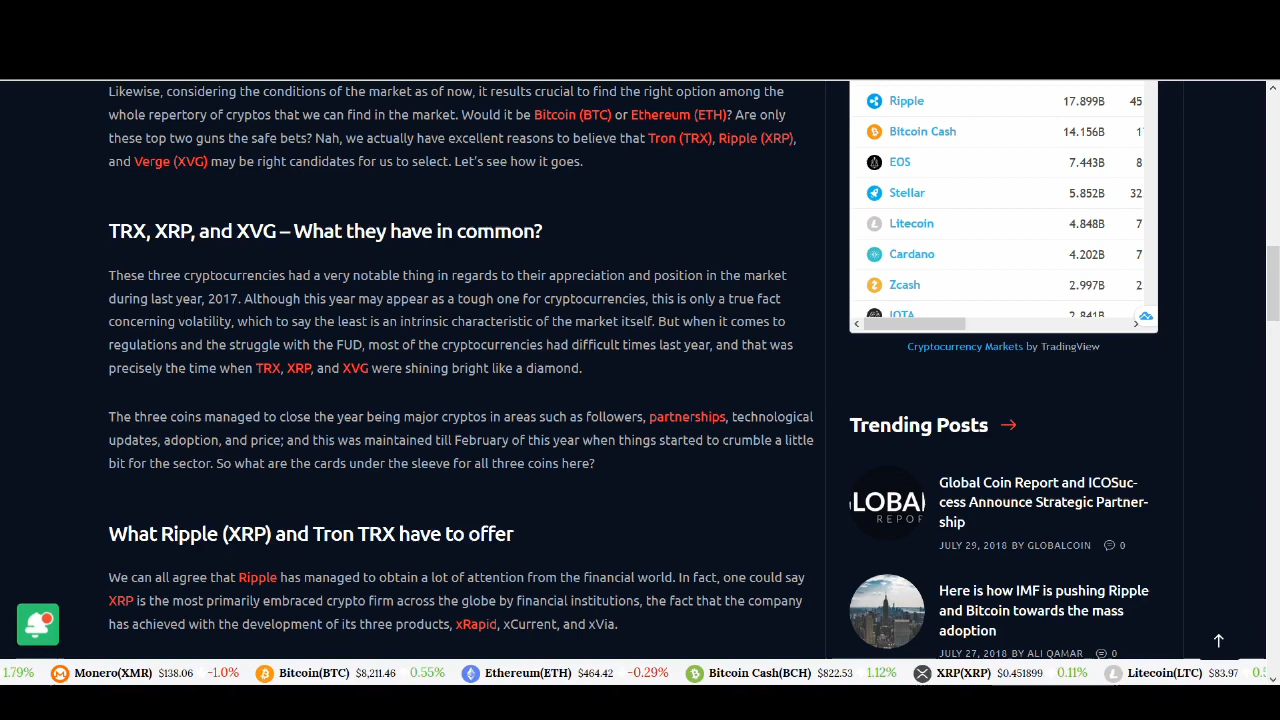 Likewise, considering the conditions of the market as of now, it results crucial to find the right option among the
whole repertory of cryptos that we can find in the market. Would it be Bitcoin (BTC) or Ethereum (ETH)? Are only
these top two guns the safe bets? Nah, we actually have excellent reasons to believe that Tron (TRX), Ripple (XRP),
and Verge (XVG) may be right candidates for us to select. Let's see how it goes.
TRX, XRP, and XVG – What they have in common?
These three cryptocurrencies had a very notable thing in regards to their appreciation and position in the market
during last year, 2017. Although this year may appear as a tough one for cryptocurrencies, this is only a true fact
concerning volatility, which to say the least is an intrinsic characteristic of the market itself. But when it comes to
regulations and the struggle with the FUD, most of the cryptocurrencies had difficult times last year, and that was
precisely the time when TRX, XRP, and XVG were shining bright like a diamond.
The three coins managed to close the year being major cryptos in areas such as followers, partnerships, technological
updates, adoption, and price; and this was maintained till February of this year when things started to crumble a little
bit for the sector. So what are the cards under the sleeve for all three coins here?
What Ripple (XRP) and Tron TRX have to offer
We can all agree that Ripple has managed to obtain a lot of attention from the financial world. In fact, one could say
XRP is the most primarily embraced crypto firm across the globe by financial institutions, the fact that the company
has achieved with the development of its three products, xRapid, xCurrent, and xVia.
Ripple 17.899B 45
Bitcoin Cash 14.156B 1
EOS 7.443B 8
Stellar 5.852B 32
Litecoin 4.848B 7
Cardano 4.202B 7
Zcash 2.997B 2
IOTA 2.841B
Cryptocurrency Markets by TradingView
Trending Posts
LOBA
REPOR
Global Coin Report and ICOSuc-
cess Announce Strategic Partner-
ship
JULY 29, 2018 BY GLOBALCOIN 0
Here is how IMF is pushing Ripple
and Bitcoin towards the mass
adoption
JULY 27, 2018 BY ALI QAMAR 0
1.79% Monero(XMR) $138.06 -1.0% Bitcoin(BTC) $8,211.46 0.55% Ethereum(ETH) $464.42 -0.29% Bitcoin Cash(BCH) $822.53 1.12% XRP(XRP) $0.451899 0.11% Litecoin(LTC) $83.97